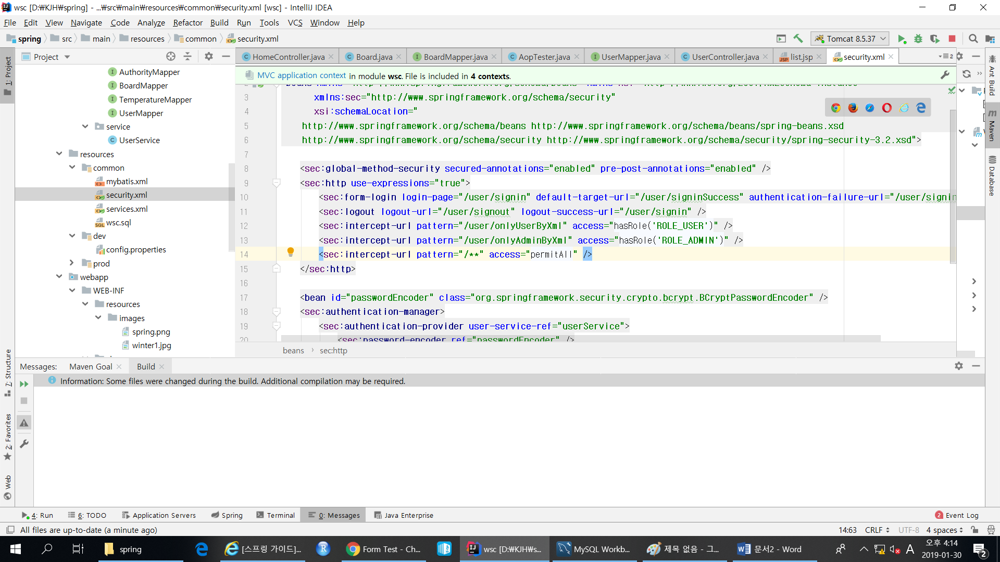 wsc [D:₩KJH₩spring] - ...₩src₩main₩resources₩common₩security.xml [wsc] - IntelliJ IDEA
File Edit View Navigate Code Analyze Refactor Build Run Tools VCS Window Help
spring src main resources common security.xml
Tomcat 8.5.37
Project
HomeController.java Board.java BoardMapper.java AopTester.java UserMapper.java UserController.java list.jsp security.xml
2
MVC application context in module wsc. File is included in 4 contexts.
AuthorityMapper
BoardMapper
TemperatureMapper
UserMapper
service
UserService
resources
common
mybatis.xml
security.xml
services.xml
wsc.sql
dev
config.properties
prod
webapp
WEB-INF
resources
images
spring.png
winter1.jpg
3 xmlns:sec="http://www.springframework.org/schema/security"
4 xsi:schemaLocation="
5 http://www.springframework.org/schema/beans http://www.springframework.org/schema/beans/spring-beans.xsd
6 http://www.springframework.org/schema/security http://www.springframework.org/schema/security/spring-security-3.2.xsd">
7
8 <sec:global-method-security secured-annotations="enabled" pre-post-annotations="enabled" />
9 <sec:http use-expressions="true">
10 <sec:form-login login-page="/user/signin" default-target-url="/user/signinSuccess" authentication-failure-url="/user/signin
11 <sec:logout logout-url="/user/signout" logout-success-url="/user/signin" />
12 <sec:intercept-url pattern="/user/onlyUserByXml" access="hasRole('ROLE_USER')" />
13 <sec:intercept-url pattern="/user/onlyAdminByXml" access="hasRole('ROLE_ADMIN')" />
14 <sec:intercept-url pattern="/**" access="permitAll" />
15 </sec:http>
16
17 <bean id="passwordEncoder" class="org.springframework.security.crypto.bcrypt.BCryptPasswordEncoder" />
18 <sec:authentication-manager>
19 <sec:authentication-provider user-service-ref="userService">
20 <sec:password-encoder ref="passwordEncoder" />
beans › sec:http
1: Project
7: Structure
2: Favorites
Web
Ant Build
Maven
Database
Messages: Maven Goal Build
Information: Some files were changed during the build. Additional compilation may be required.
4: Run 6: TODO Application Servers Spring Terminal 0: Messages Java Enterprise
2 Event Log
All files are up-to-date (a minute ago)
14:63 CRLF UTF-8 4 spaces
spring
[스프링 가이드]...
Form Test - Ch...
wsc [D:₩KJH₩s...
MySQL Workb...
제목 없음 - 그...
문서2 - Word
A
오후 4:14
2019-01-30
2